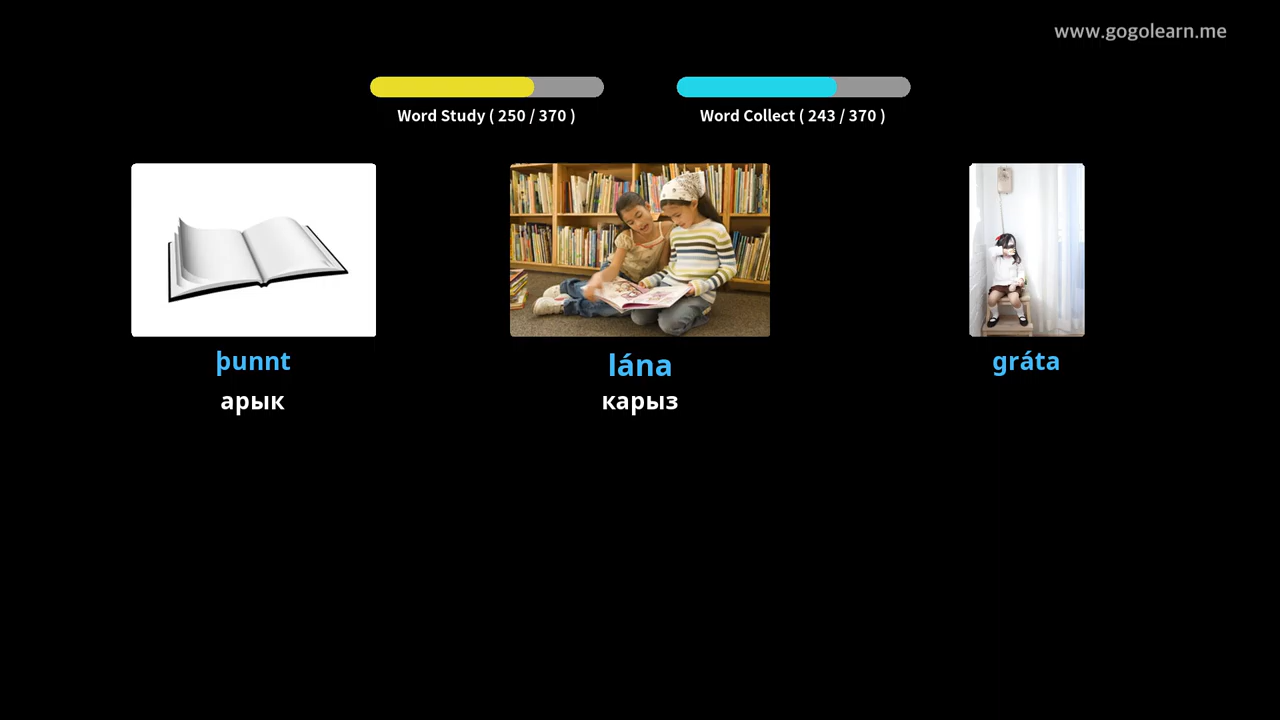 www.gogolearn.me
Word Study ( 250 / 370 )
Word Collect ( 243 / 370 )
þunnt
арык
lána
карыз
gráta